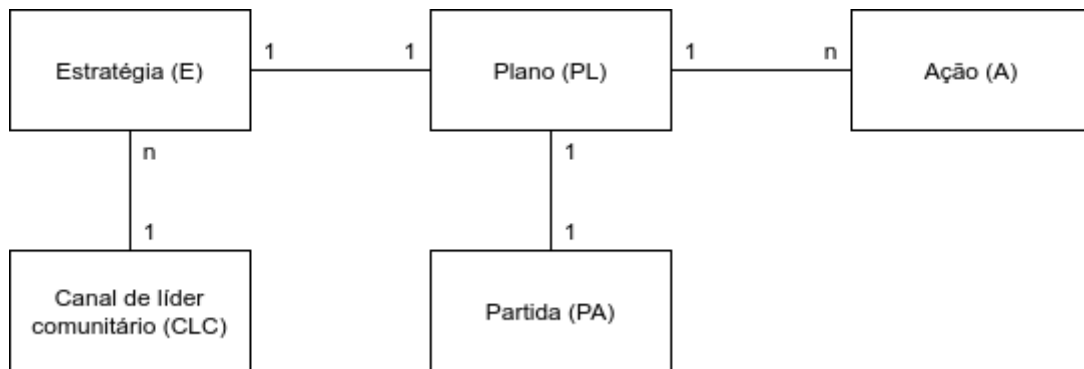 Estratégia (E)
1
1
Plano (PL)
1
n
Ação (A)
n
1
1
1
Canal de líder
comunitário (CLC)
Partida (PA)